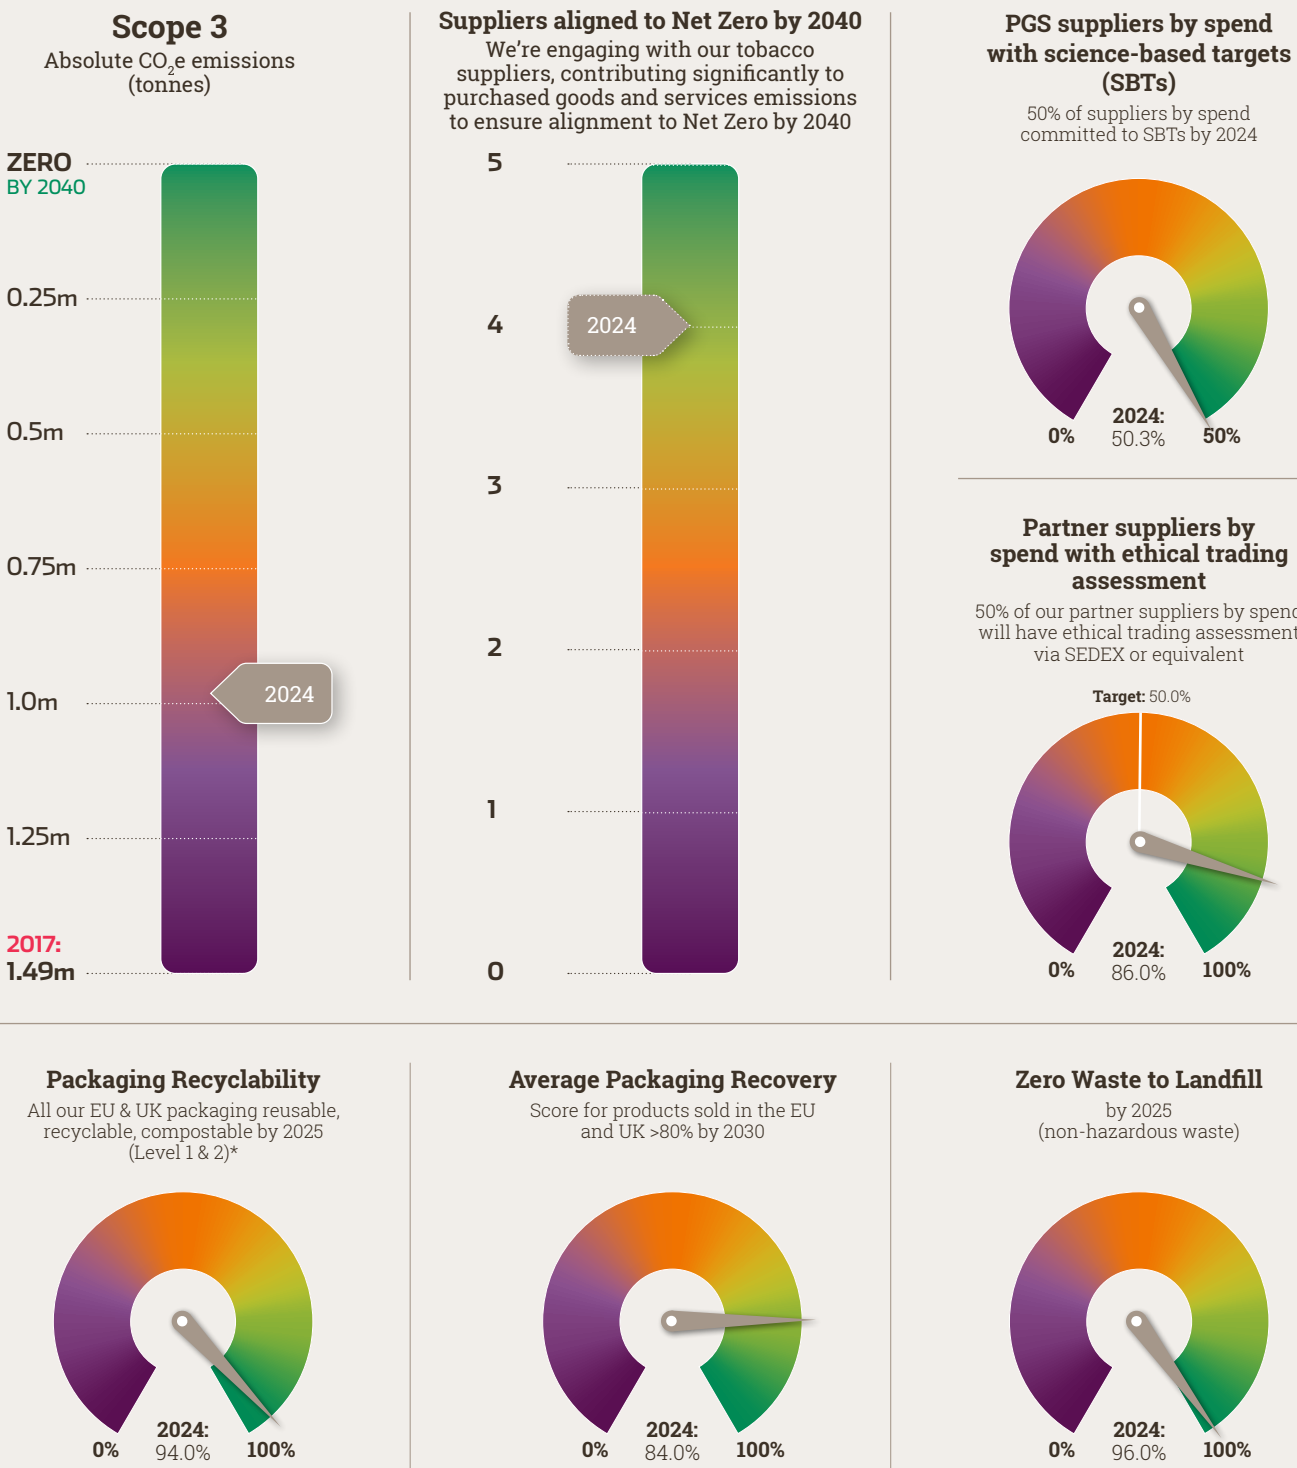 Scope 3
Absolute CO2e emissions
(tonnes)
ZERO
BY 2040
0.25m
0.5m
0.75m
1.0m
1.25m
2017:
1.49m
2024
Suppliers aligned to Net Zero by 2040
We’re engaging with our tobacco
suppliers, contributing significantly to
purchased goods and services emissions
to ensure alignment to Net Zero by 2040
5
4
3
2
1
0
2024
PGS suppliers by spend
with science-based targets
(SBTs)
50% of suppliers by spend
committed to SBTs by 2024
2024:
0% 50.3% 50%
Partner suppliers by
spend with ethical trading
assessment
50% of our partner suppliers by spend
will have ethical trading assessment
via SEDEX or equivalent
Target: 50.0%
2024:
0% 86.0% 100%
Packaging Recyclability
All our EU & UK packaging reusable,
recyclable, compostable by 2025
(Level 1 & 2)*
2024:
0% 94.0% 100%
Average Packaging Recovery
Score for products sold in the EU
and UK >80% by 2030
2024:
0% 84.0% 100%
Zero Waste to Landfill
by 2025
(non-hazardous waste)
2024:
0% 96.0% 100%